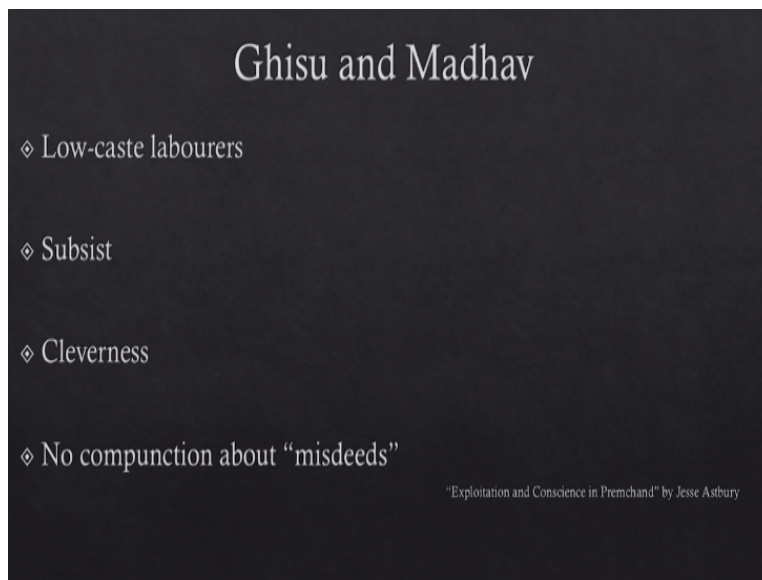 Ghisu and Madhav
Low-caste labourers
Subsist
Cleverness
No compunction about “misdeeds”
“Exploitation and Conscience in Premchand” by Jesse Astbury